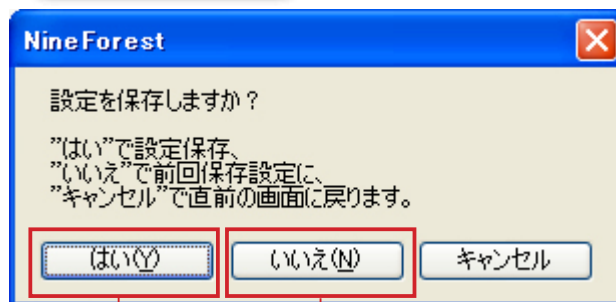 NineForest
設定を保存しますか？
”はい”で設定保存、
”いいえ”で前回保存設定に、
”キャンセル”で直前の画面に戻ります。
はい(Y)
いいえ(N)
キャンセル